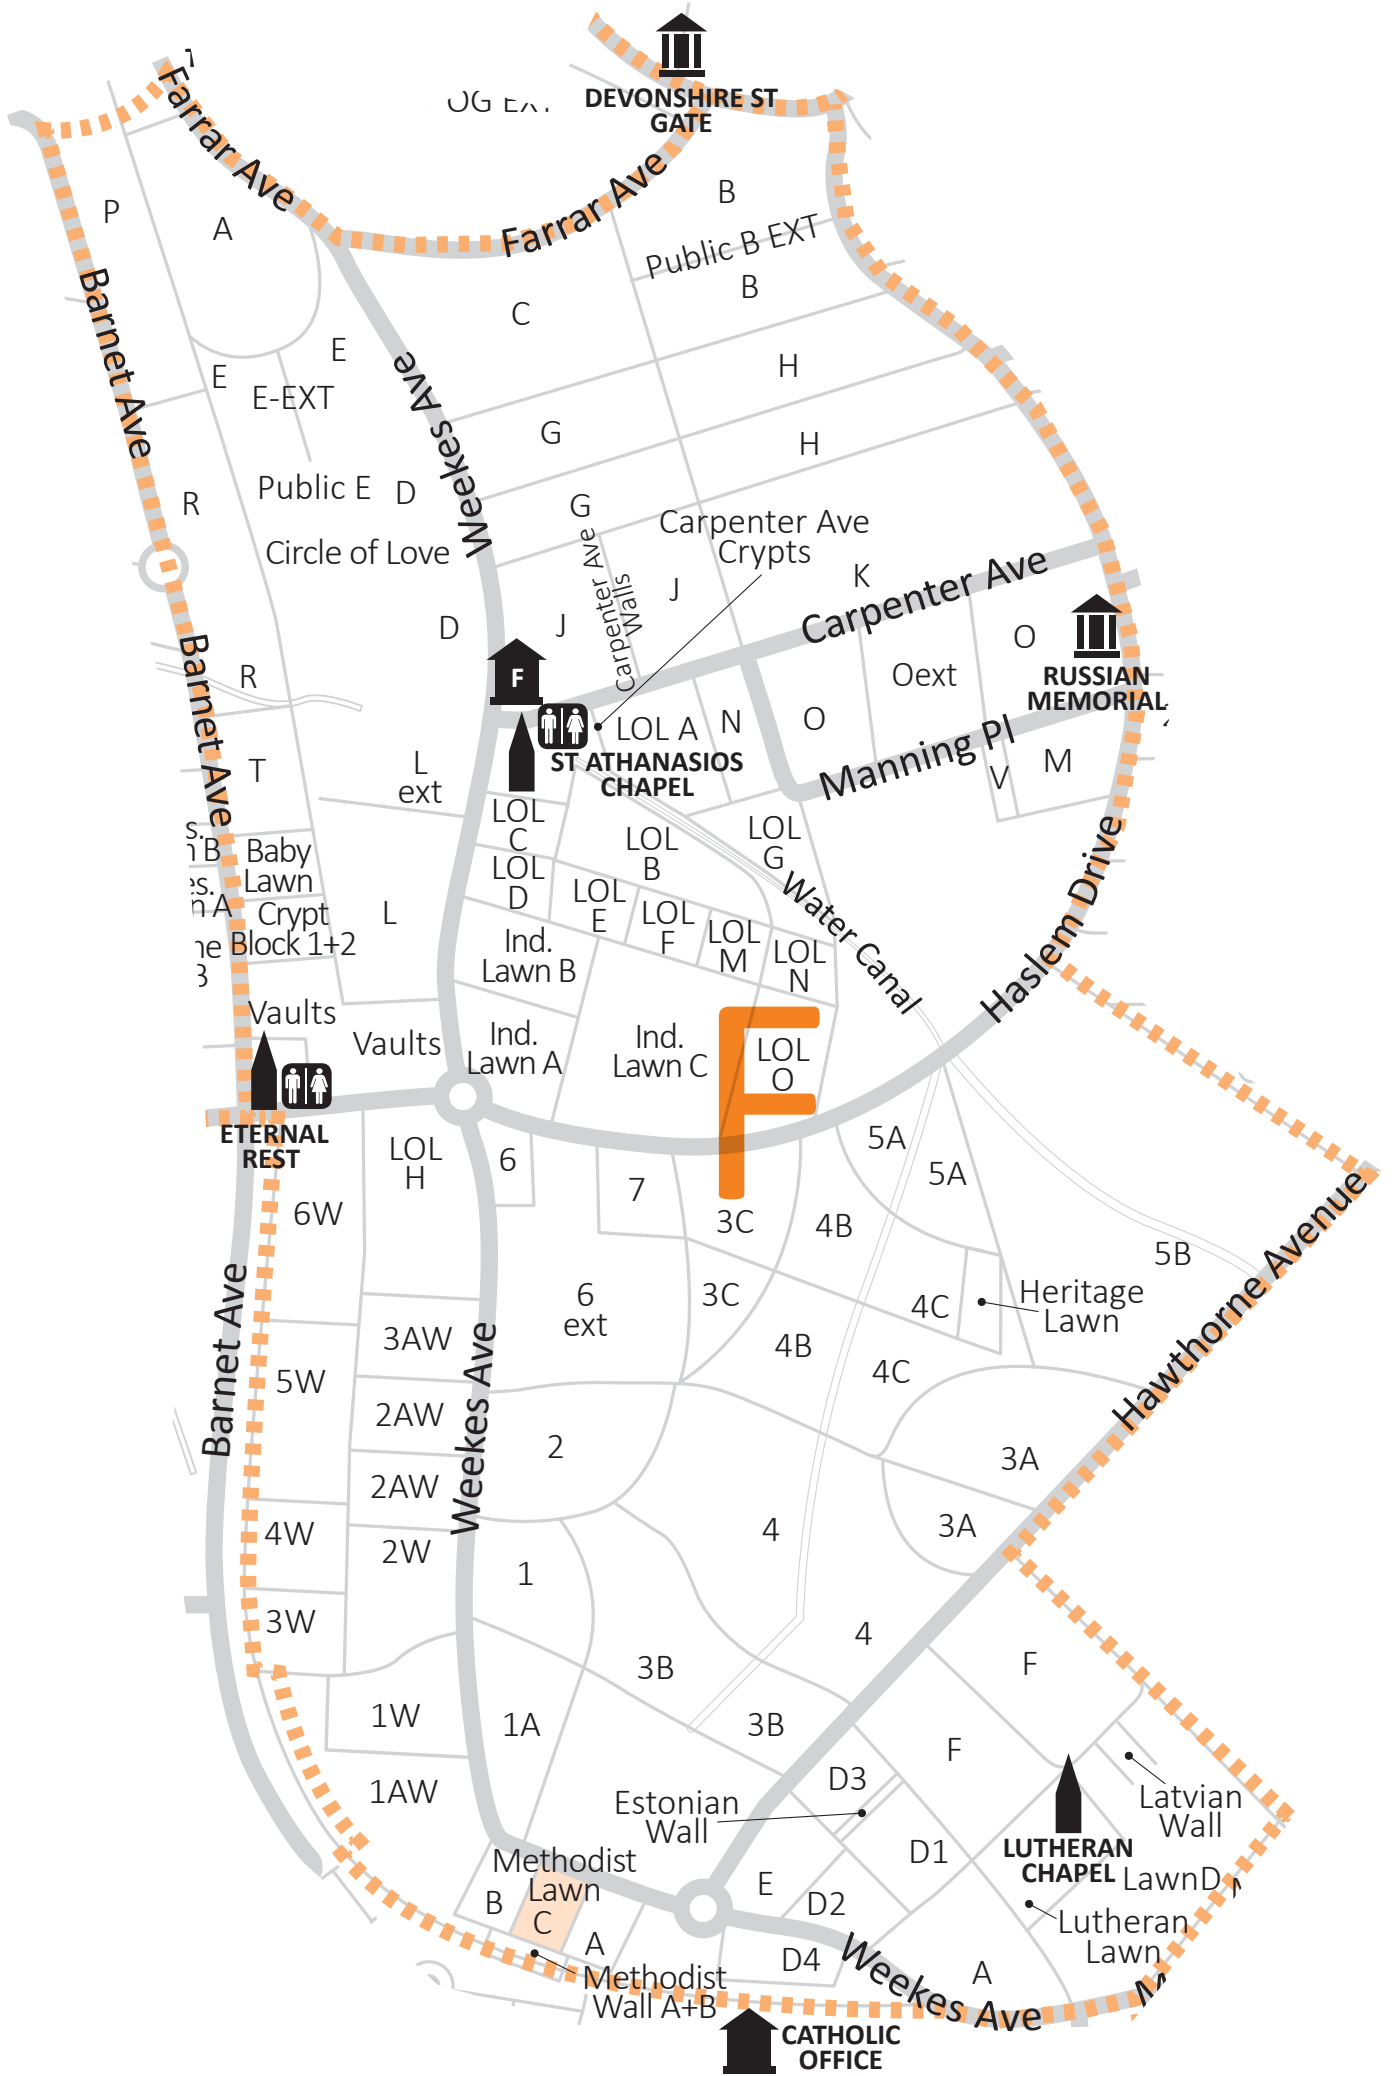 DEVONSHIRE ST
GATE
Farrar Ave
Farrar Ave
B
P
A
Public B EXT
B
C
Barnet Ave
E
E
E-EXT
Weekes Ave
H
G
H
R
Public E
D
G
Carpenter Ave
Crypts
Circle of Love
Carpenter Ave
Walls
K
Carpenter Ave
J
J
D
O
Oext
RUSSIAN
MEMORIAL
F
Barnet Ave
R
LOL A
N
O
Manning Pl
V
M
T
L
ext
ST ATHANASIOS
CHAPEL
LOL
C
LOL
B
LOL
G
Baby
Lawn
LOL
D
LOL
E
LOL
F
LOL
M
LOL
N
Water Canal
Haslem Drive
Crypt
Block 1+2
L
Ind.
Lawn B
Vaults
Vaults
Ind.
Lawn A
Ind.
Lawn C
F
LOL
O
ETERNAL
REST
LOL
H
6
7
5A
5A
6W
3C
4B
5B
Hawthorne Avenue
Barnet Ave
6
ext
3C
4C
Heritage
Lawn
3AW
4B
4C
5W
Weekes Ave
2AW
2
3A
2AW
4W
4
3A
2W
1
3W
4
3B
F
1W
1A
3B
F
1AW
D3
Estonian
Wall
Latvian
Wall
D1
LUTHERAN
CHAPEL
LawnD
Methodist
Lawn
B
C
A
E
D2
Lutheran
Lawn
D4
Weekes Ave
A
Methodist
Wall A+B
CATHOLIC
OFFICE